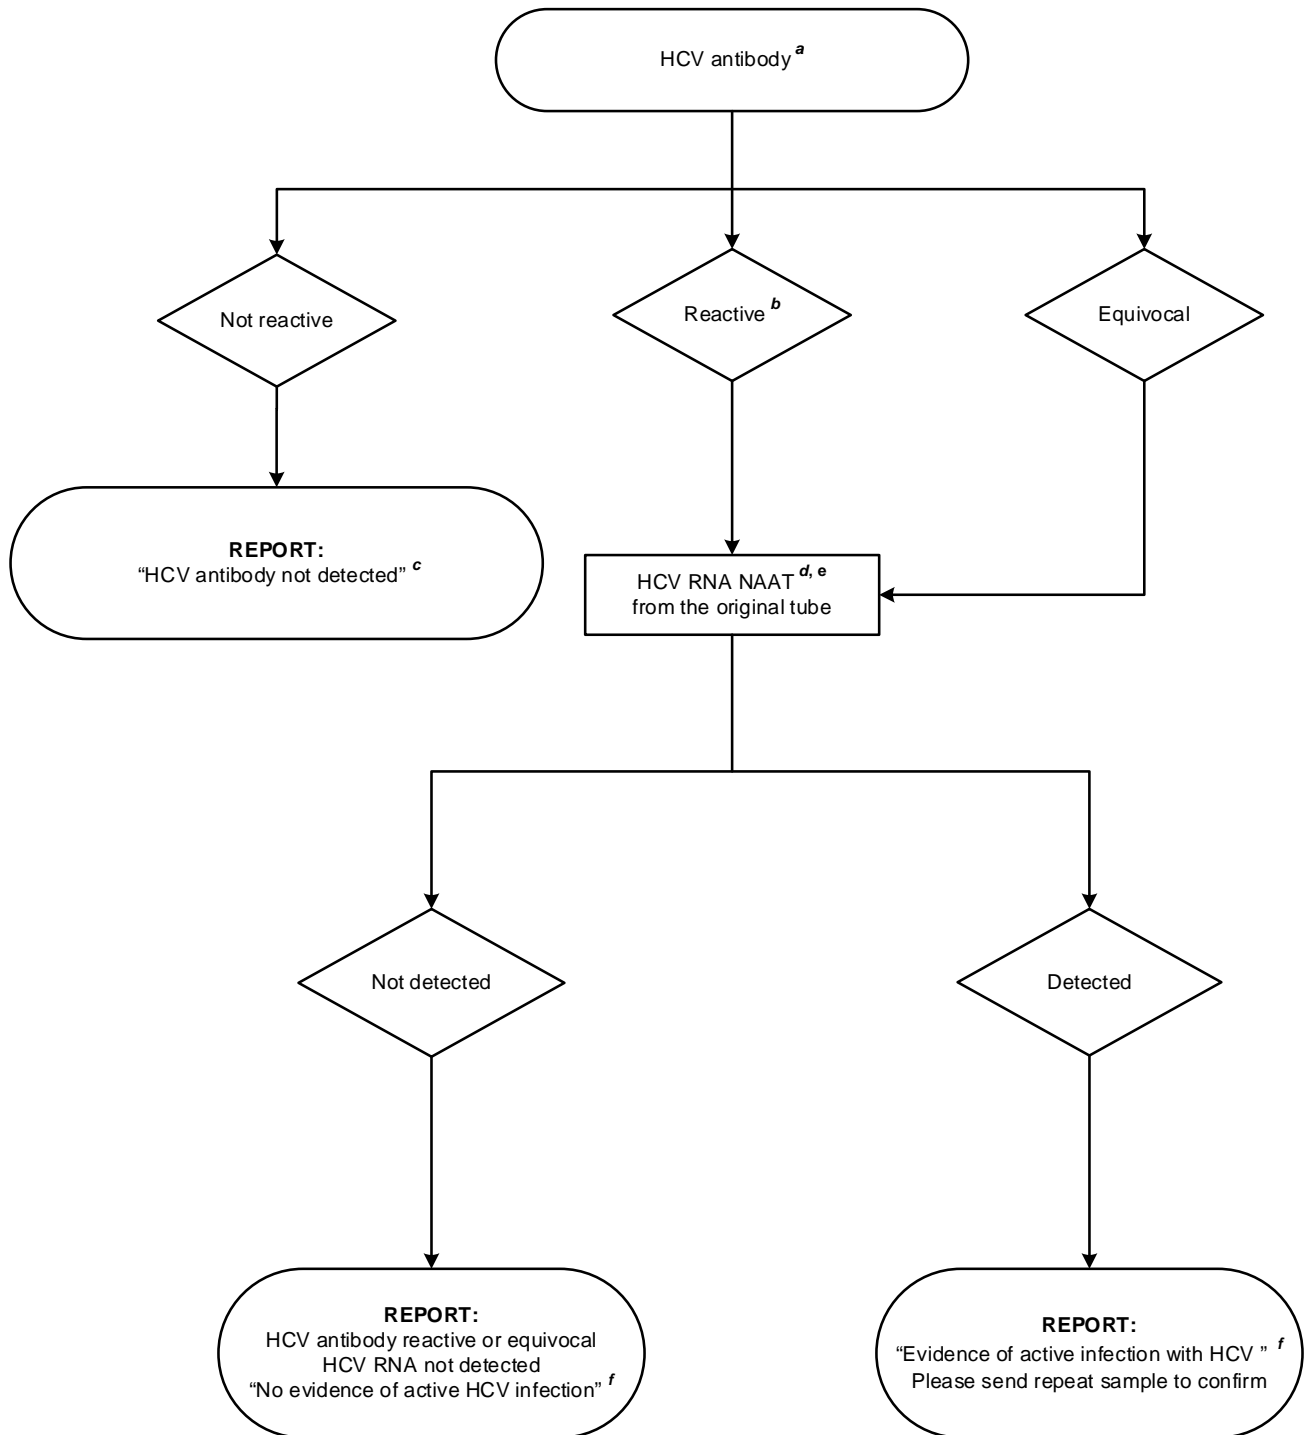 HCV antibody a
Not reactive
Reactive b
Equivocal
REPORT:
“HCV antibody not detected” c
HCV RNA NAAT d, e
from the original tube
Not detected
Detected
REPORT:
HCV antibody reactive or equivocal
HCV RNA not detected
“No evidence of active HCV infection” f
REPORT:
“Evidence of active infection with HCV ” f
Please send repeat sample to confirm